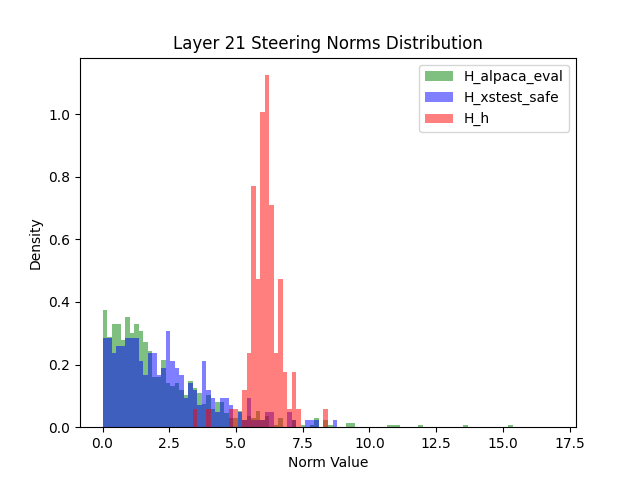 Layer 21 Steering Norms Distribution
H_alpaca_eval
H_xstest_safe
H_h
1.0
0.8
0.6
0.4
0.2
0.0
Density
0.0 2.5 5.0 7.5 10.0 12.5 15.0 17.5
Norm Value